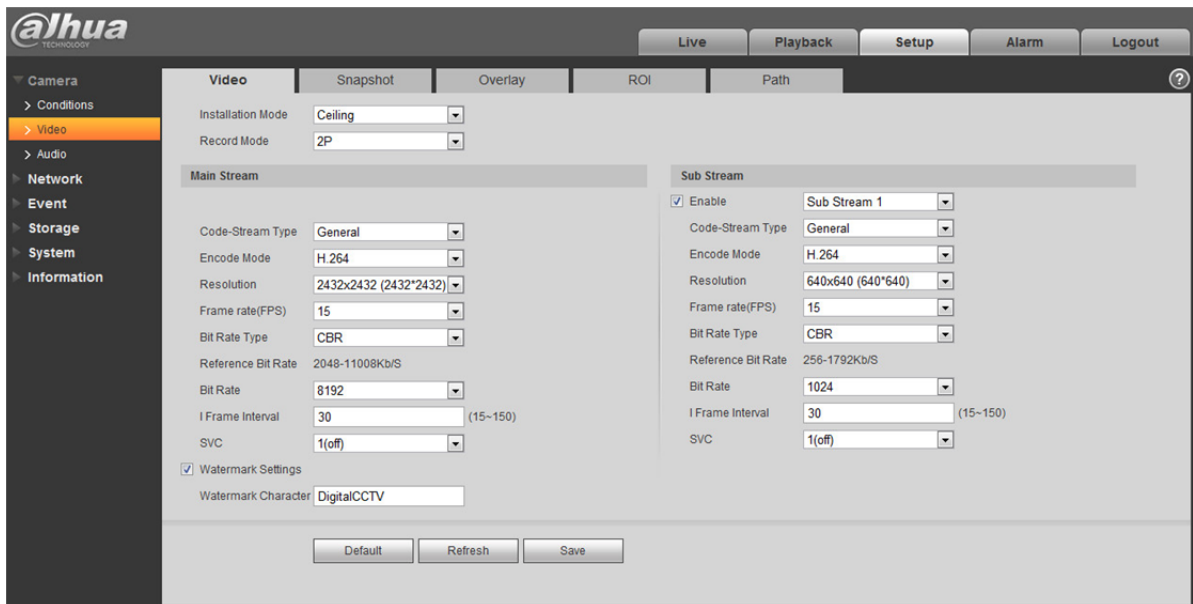 alhua
TECHNOLOGY
Live Playback Setup Alarm Logout
Camera
> Conditions
> Video
> Audio
Network
Event
Storage
System
Information
Video Snapshot Overlay ROI Path
?
Installation Mode Ceiling
Record Mode 2P
Main Stream
Code-Stream Type General
Encode Mode H.264
Resolution 2432x2432 (2432*2432)
Frame rate(FPS) 15
Bit Rate Type CBR
Reference Bit Rate 2048-11008Kb/S
Bit Rate 8192
I Frame Interval 30 (15~150)
SVC 1(off)
Watermark Settings
Watermark Character DigitalCCTV
Sub Stream
Enable Sub Stream 1
Code-Stream Type General
Encode Mode H.264
Resolution 640x640 (640*640)
Frame rate(FPS) 15
Bit Rate Type CBR
Reference Bit Rate 256-1792Kb/S
Bit Rate 1024
I Frame Interval 30 (15~150)
SVC 1(off)
Default Refresh Save